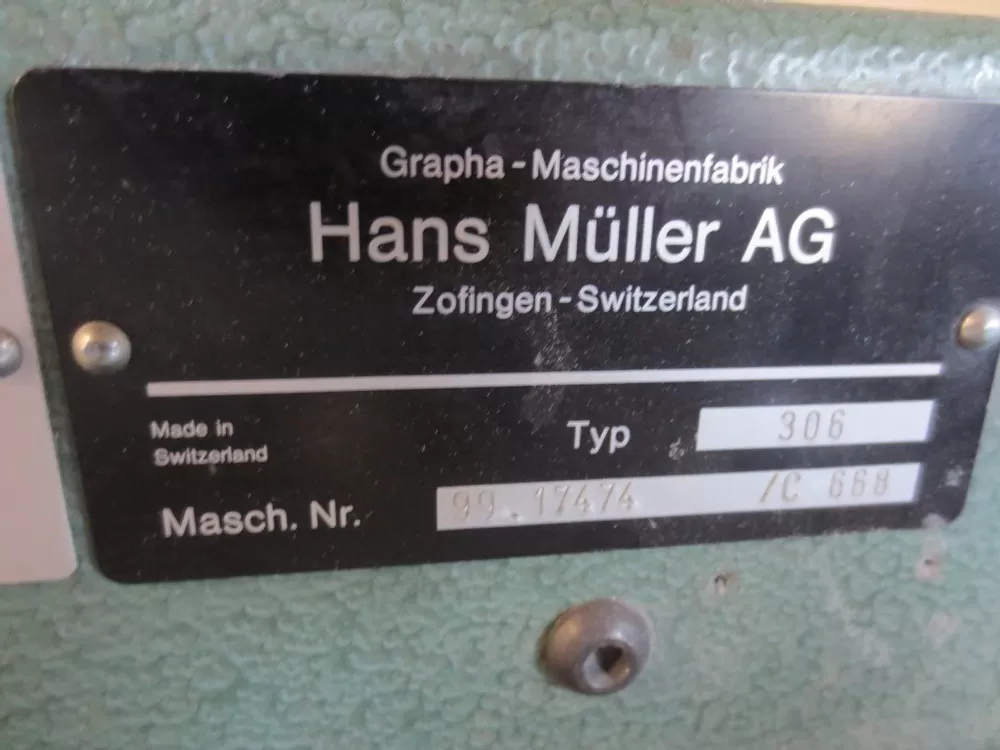 Grapha - Maschinenfabrik
Hans Müller AG
Zofingen - Switzerland
Made in
Switzerland
Typ 306
Masch. Nr. 99.17474 /C 668